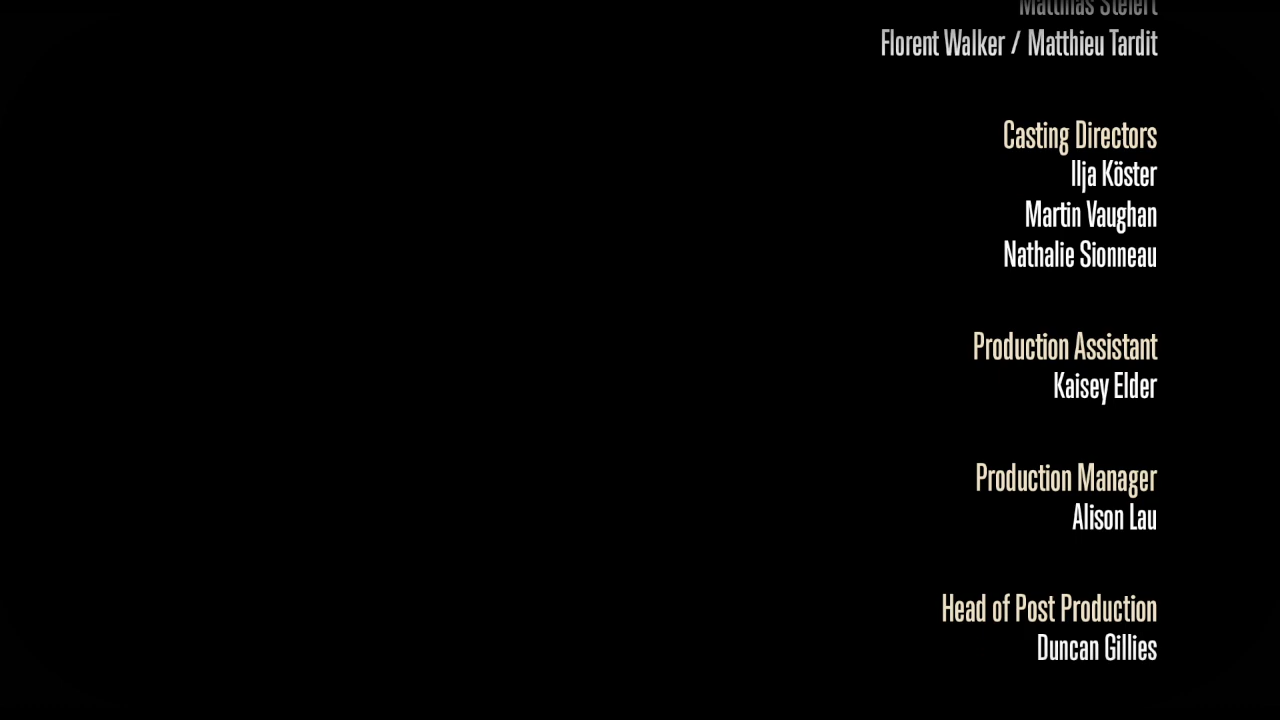 Florent Walker / Matthieu Tardit
Casting Directors
Ilja Köster
Martin Vaughan
Nathalie Sionneau
Production Assistant
Kaisey Elder
Production Manager
Alison Lau
Head of Post Production
Duncan Gillies